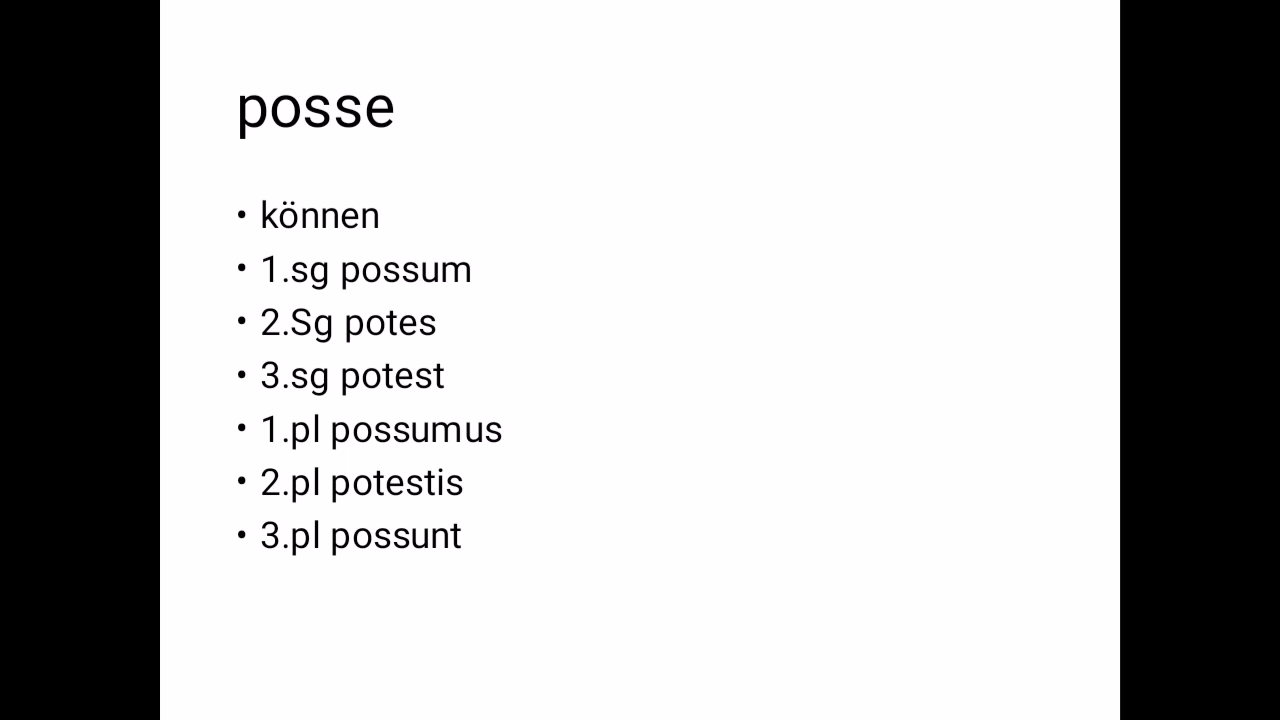 posse
• können
• 1.sg possum
• 2.Sg potes
• 3.sg potest
• 1.pl possumus
• 2.pl potestis
• 3.pl possunt